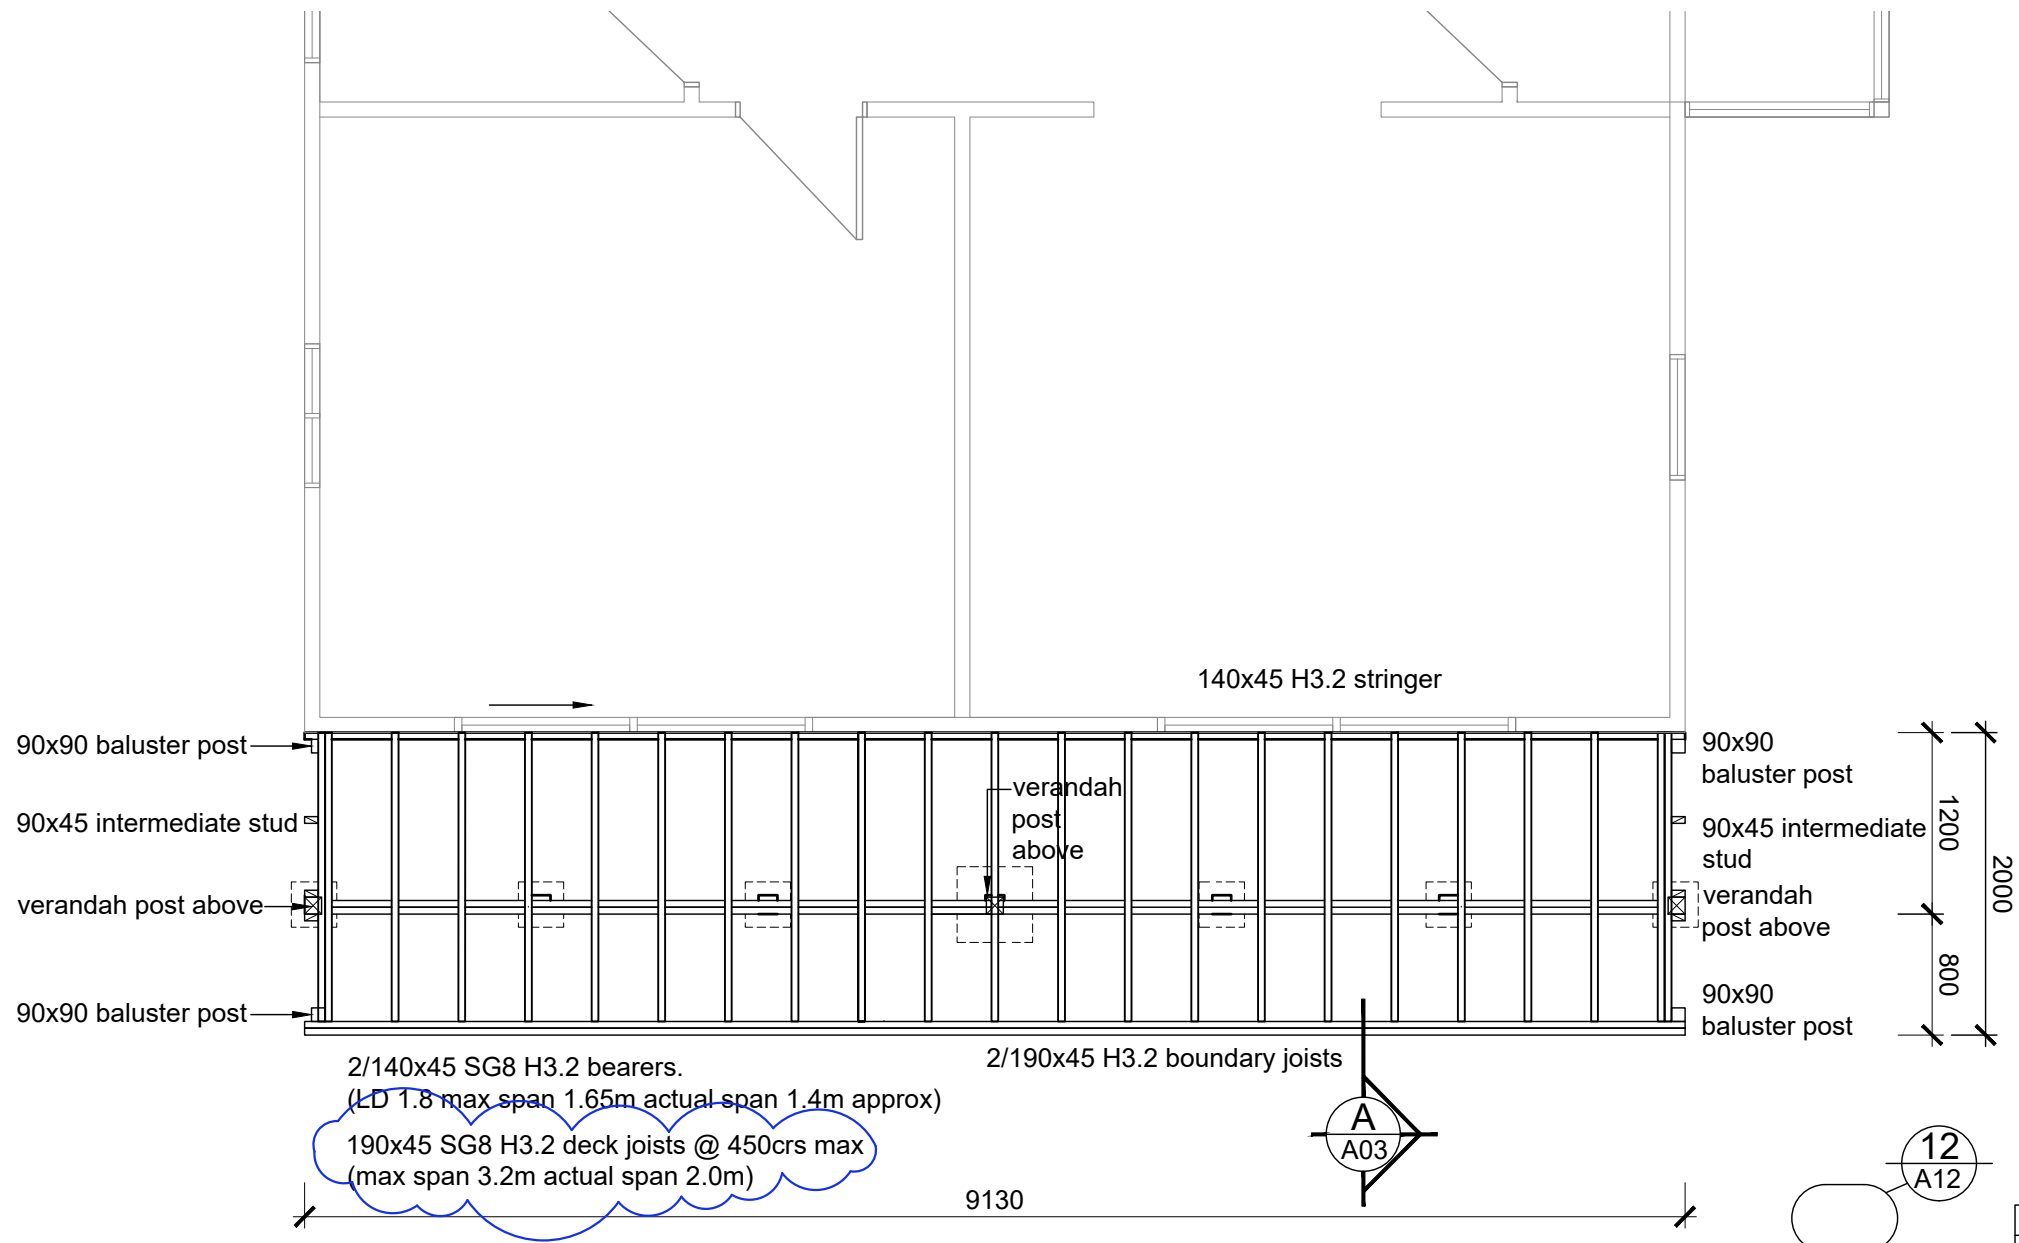 140x45 H3.2 stringer
90x90 baluster post
90x45 intermediate stud
verandah post above
90x90 baluster post
verandah
post
above
90x90
baluster post
90x45 intermediate
stud
verandah
post above
90x90
baluster post
1200
800
2000
2/140x45 SG8 H3.2 bearers.
(LD 1.8 max span 1.65m actual span 1.4m approx)
190x45 SG8 H3.2 deck joists @ 450crs max
(max span 3.2m actual span 2.0m)
2/190x45 H3.2 boundary joists
A
A03
9130
12
A12